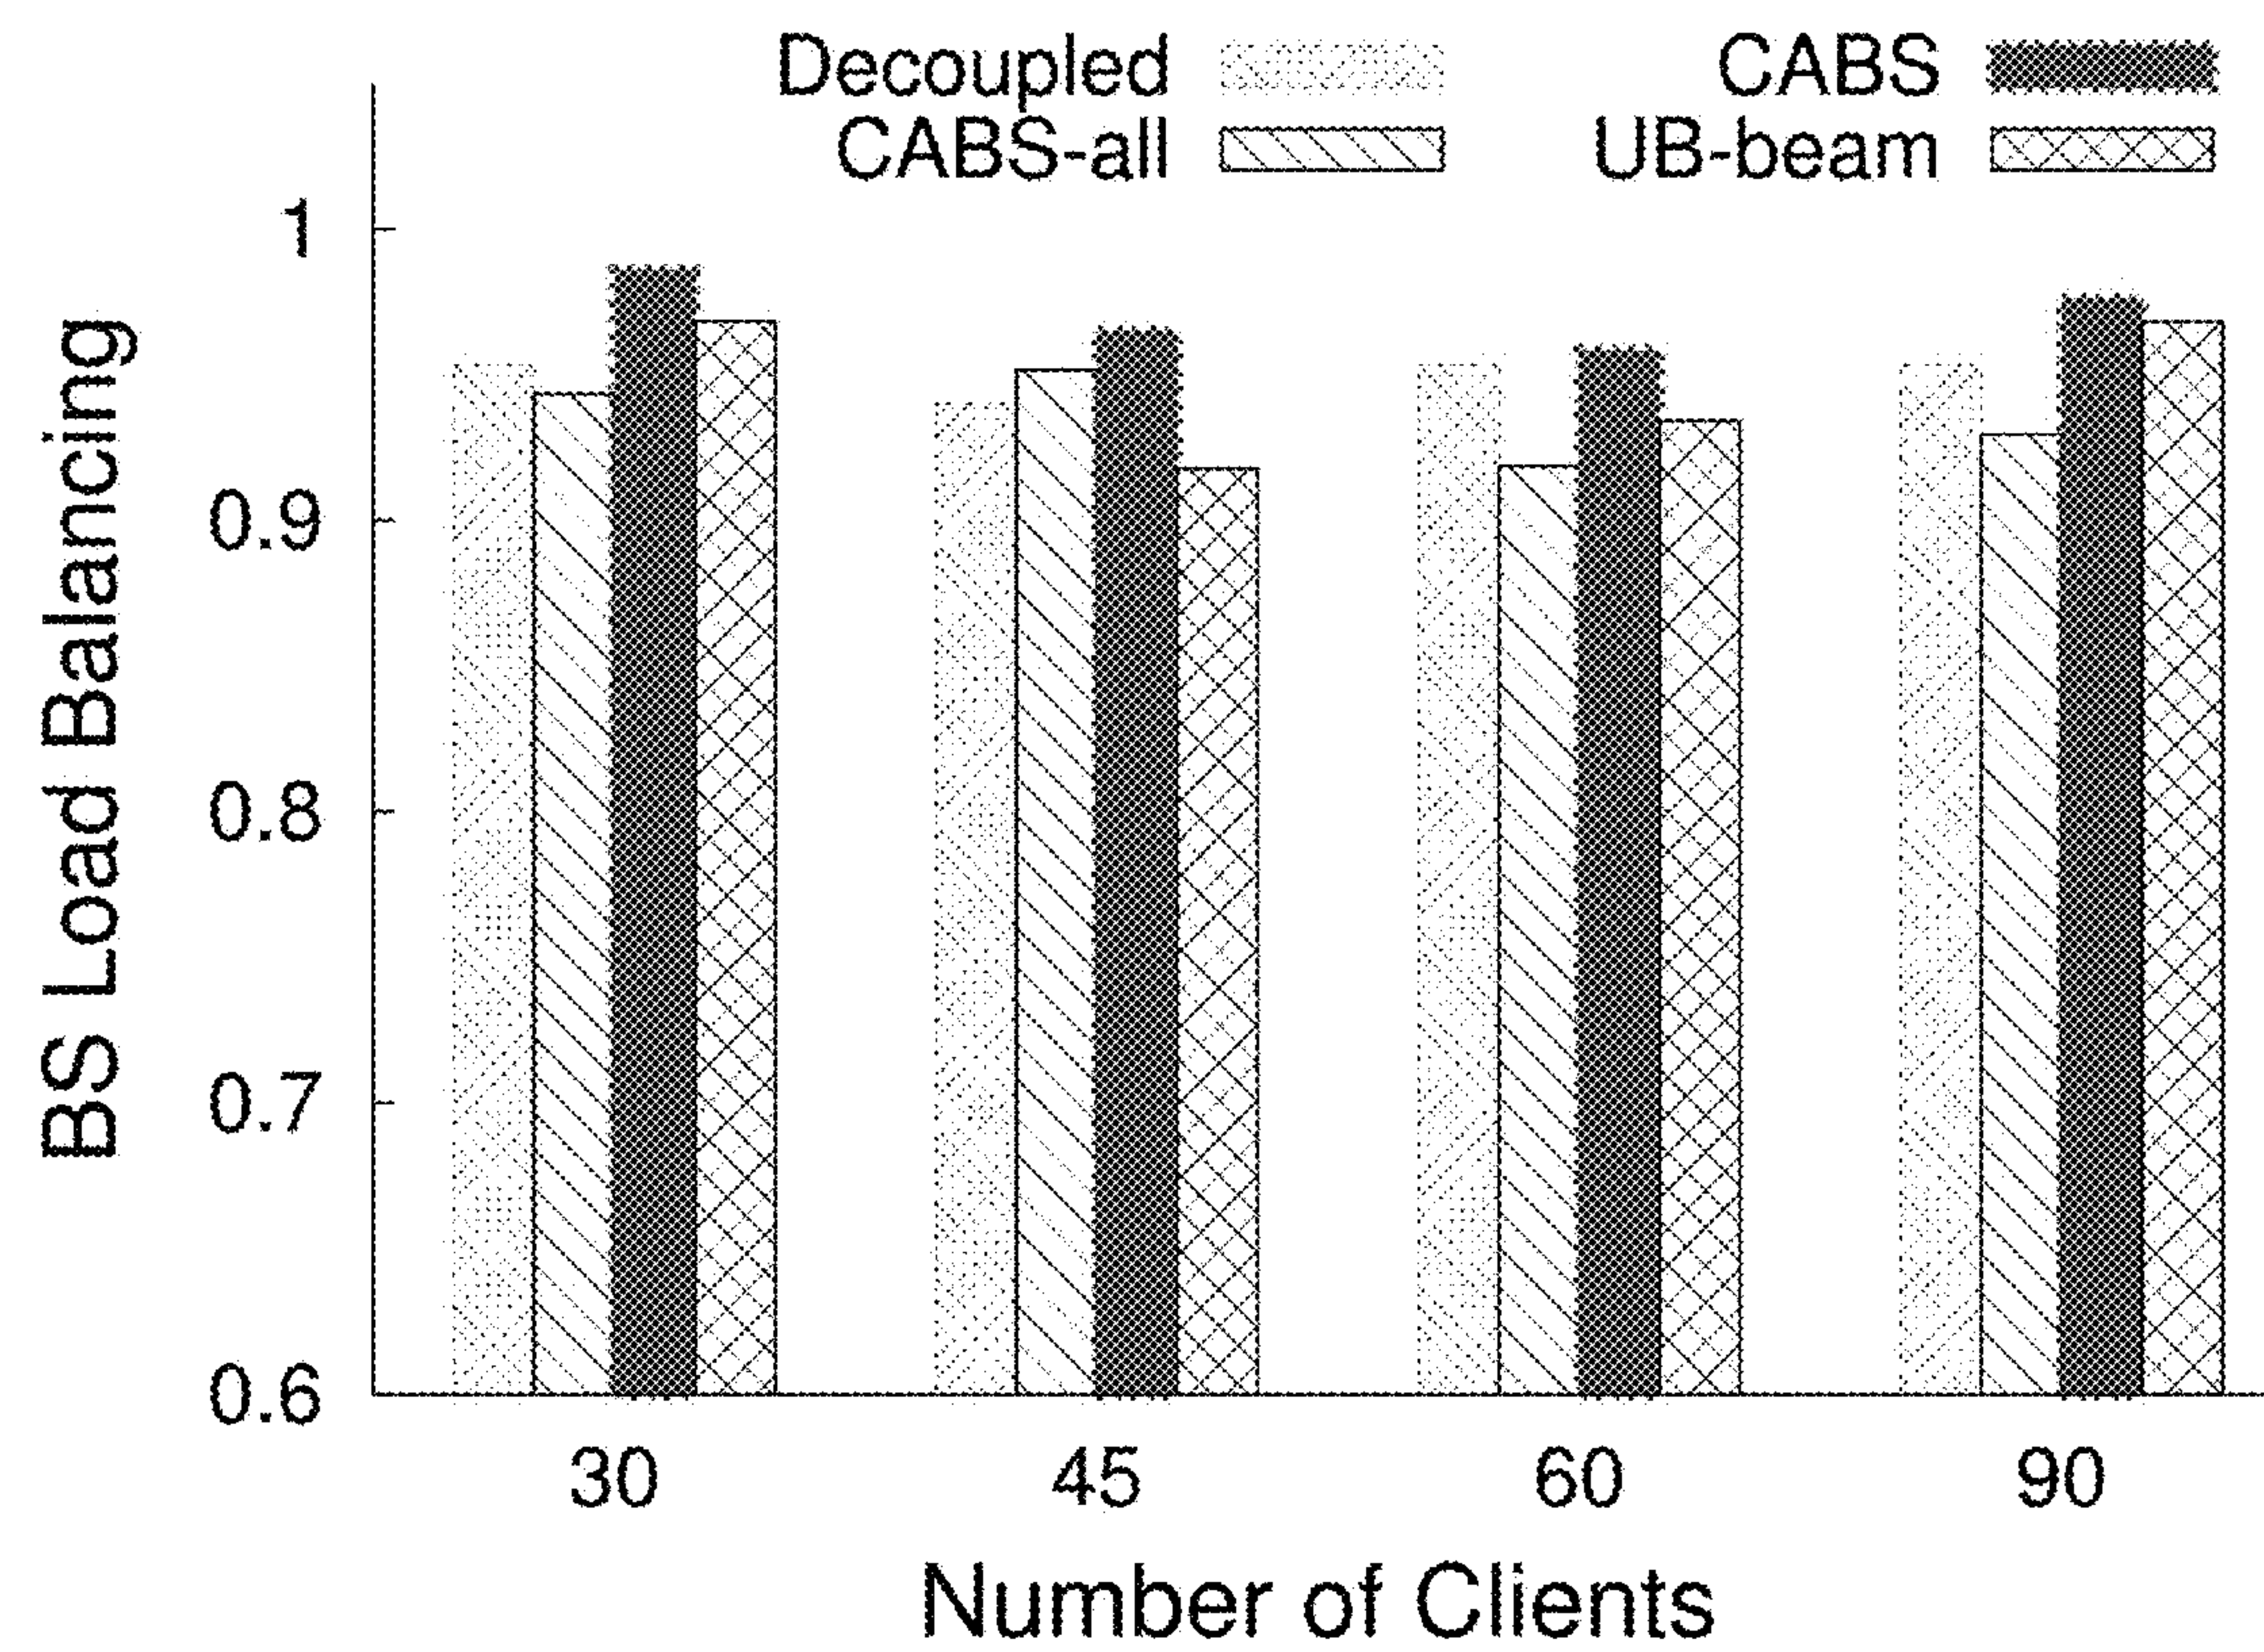 Decoupled CABS
CABS-all UB-beam
BS Load Balancing
1
0.9
0.8
0.7
0.6
30 45 60 90
Number of Clients